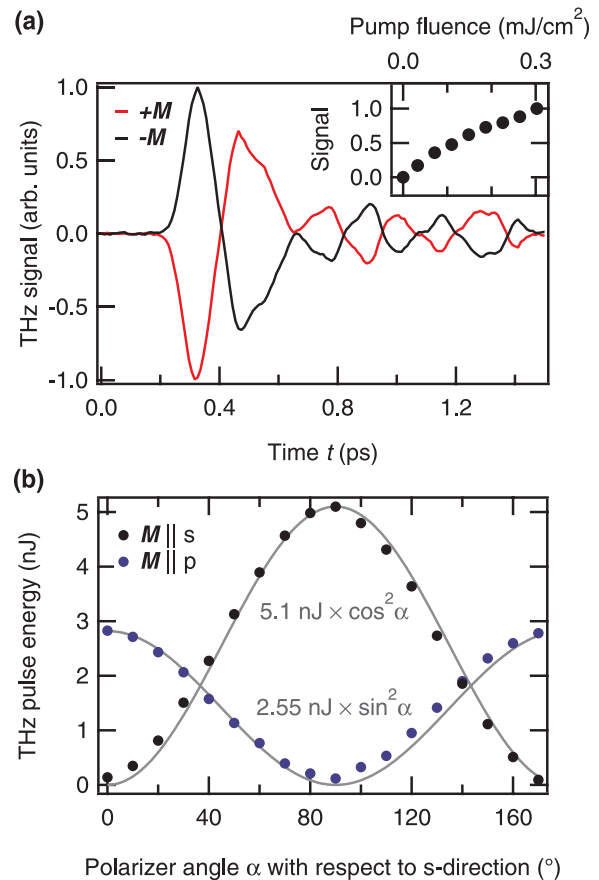 (a)
Pump fluence (mJ/cm²)
0.0 0.3
1.0
0.5
0.0
-0.5
-1.0
THz signal (arb. units)
+M
-M
Signal
1.0
0.5
0.0
0.0 0.4 0.8 1.2
Time t (ps)
(b)
5
4
3
2
1
0
THz pulse energy (nJ)
M || s
M || p
5.1 nJ × cos²α
2.55 nJ × sin²α
0 40 80 120 160
Polarizer angle α with respect to s-direction (°)